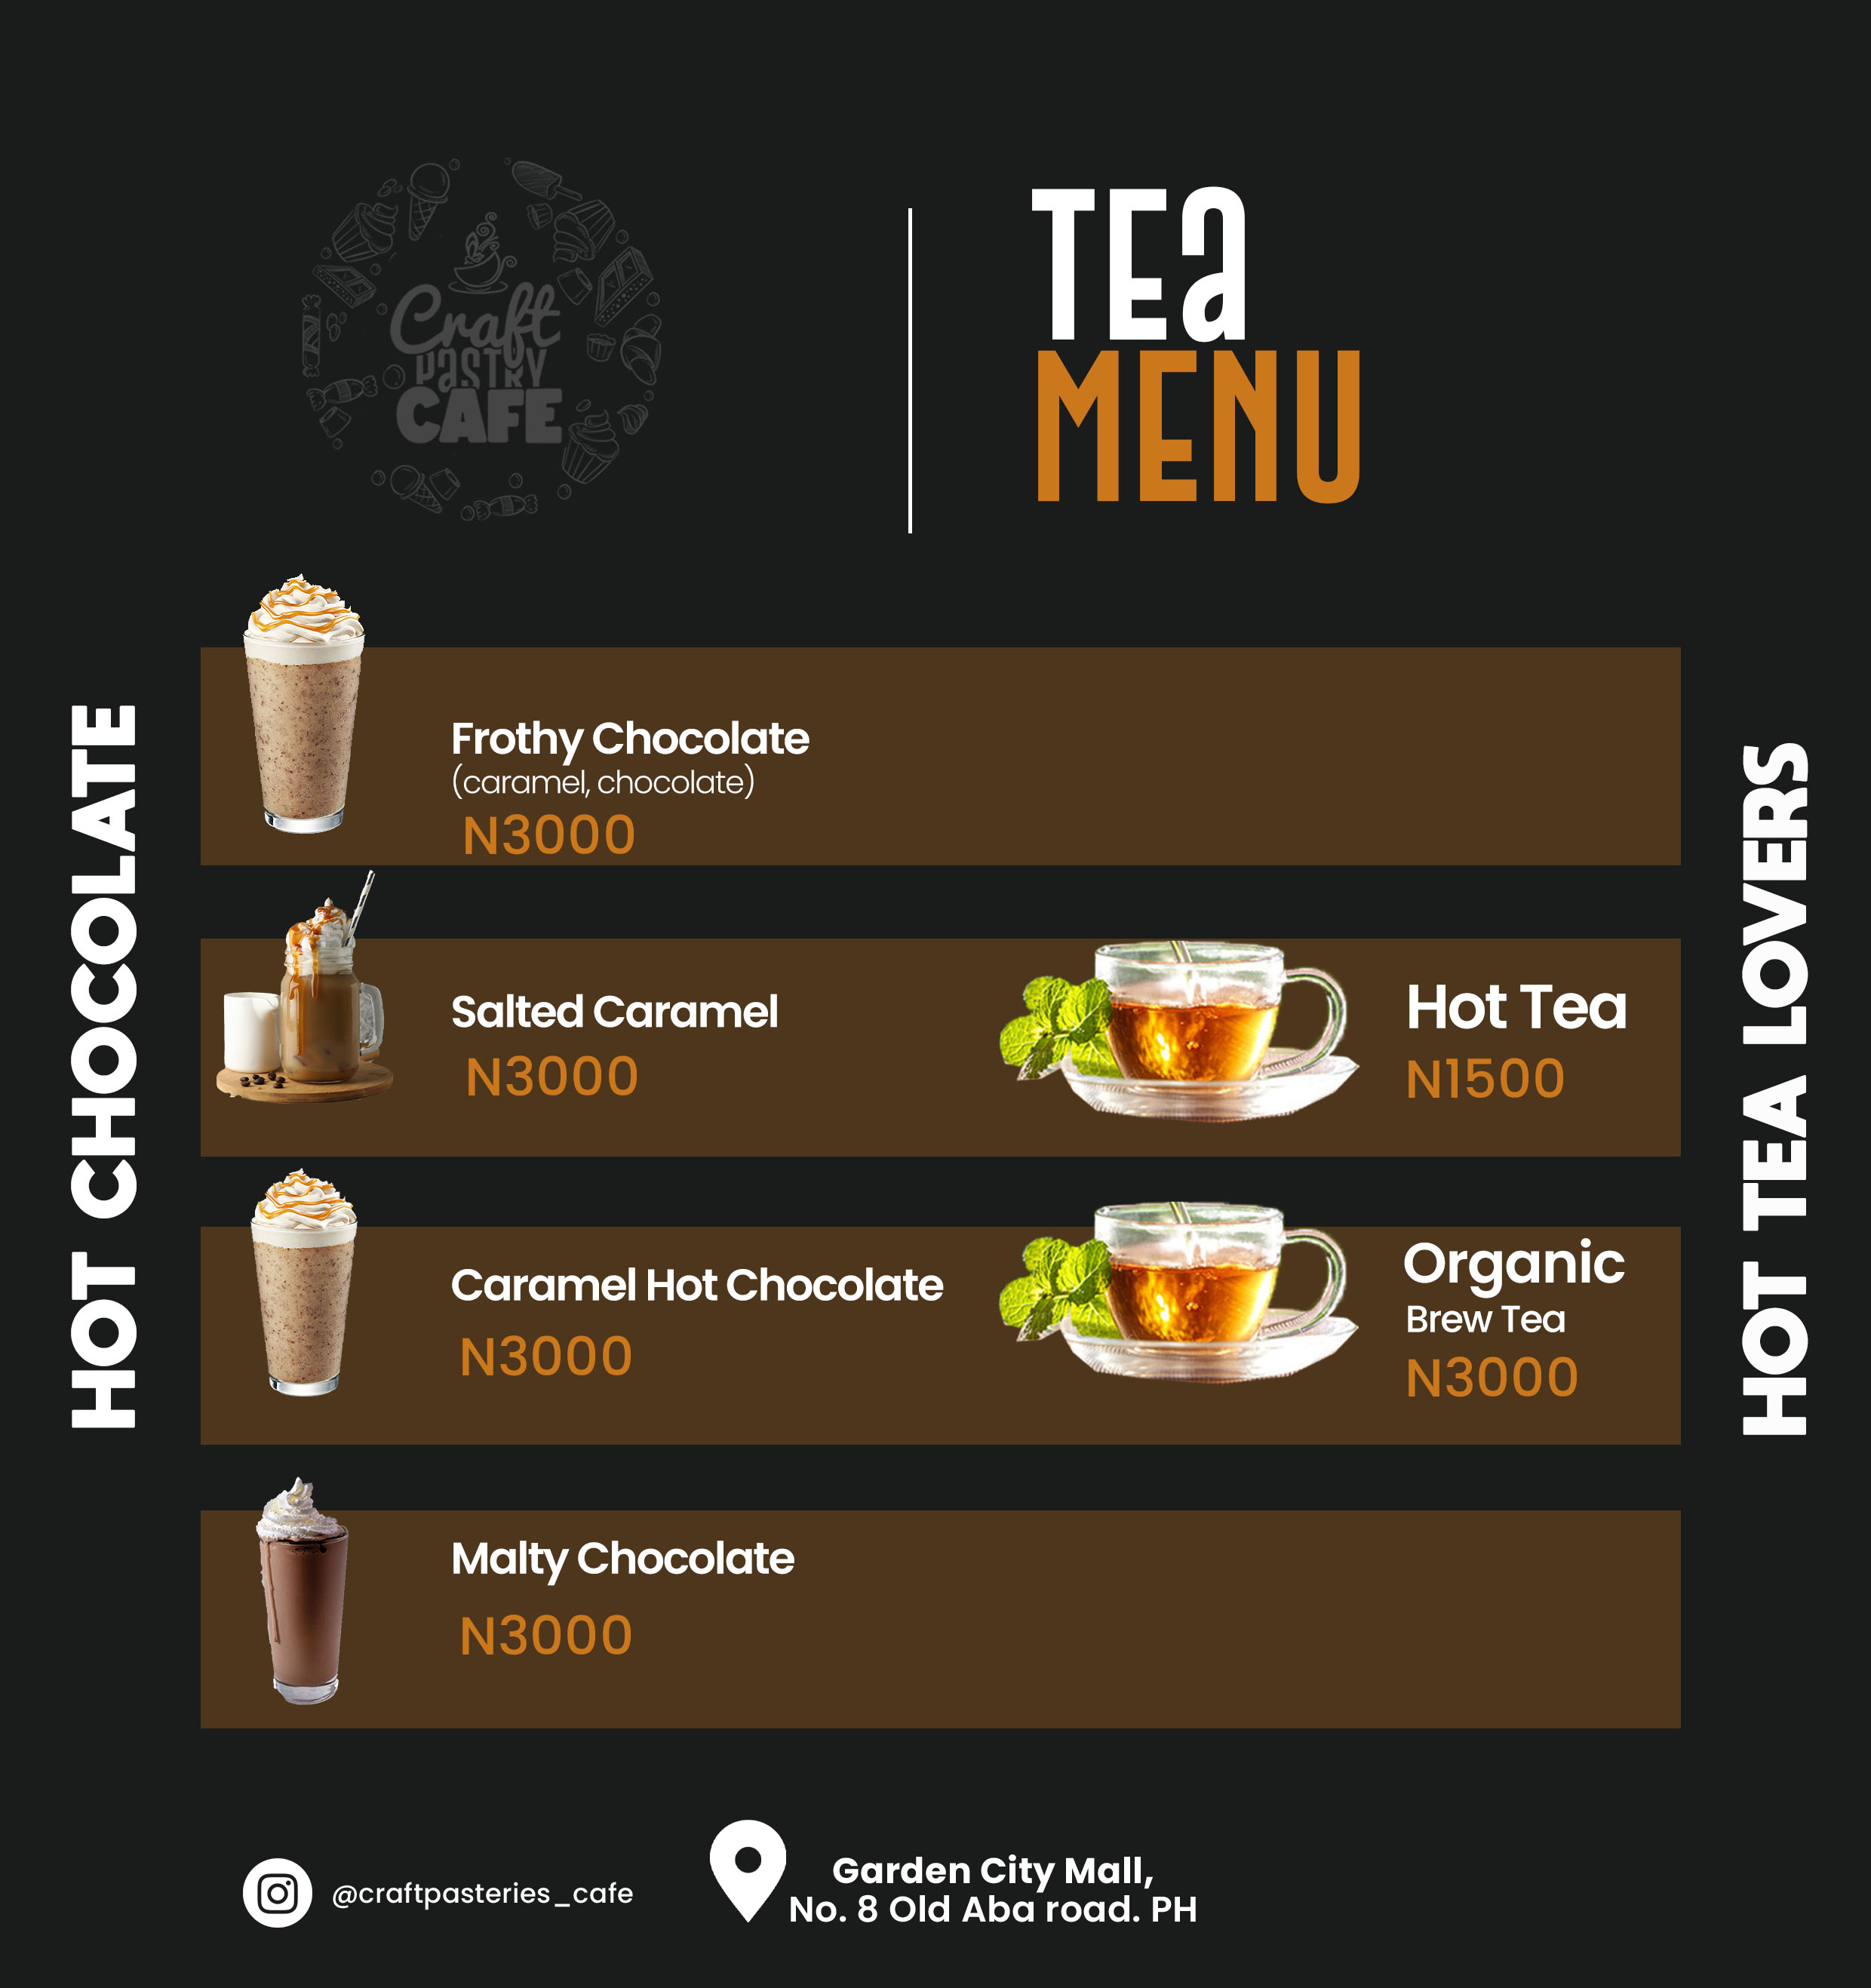 Craft
PaSTRY
CAFE
TEa
MENU
HOT CHOCOLATE
Frothy Chocolate
(caramel, chocolate)
N3000
Salted Caramel
N3000
Caramel Hot Chocolate
N3000
Malty Chocolate
N3000
Hot Tea
N1500
Organic
Brew Tea
N3000
HOT TEA LOVERS
@craftpasteries_cafe
Garden City Mall,
No. 8 Old Aba road. PH